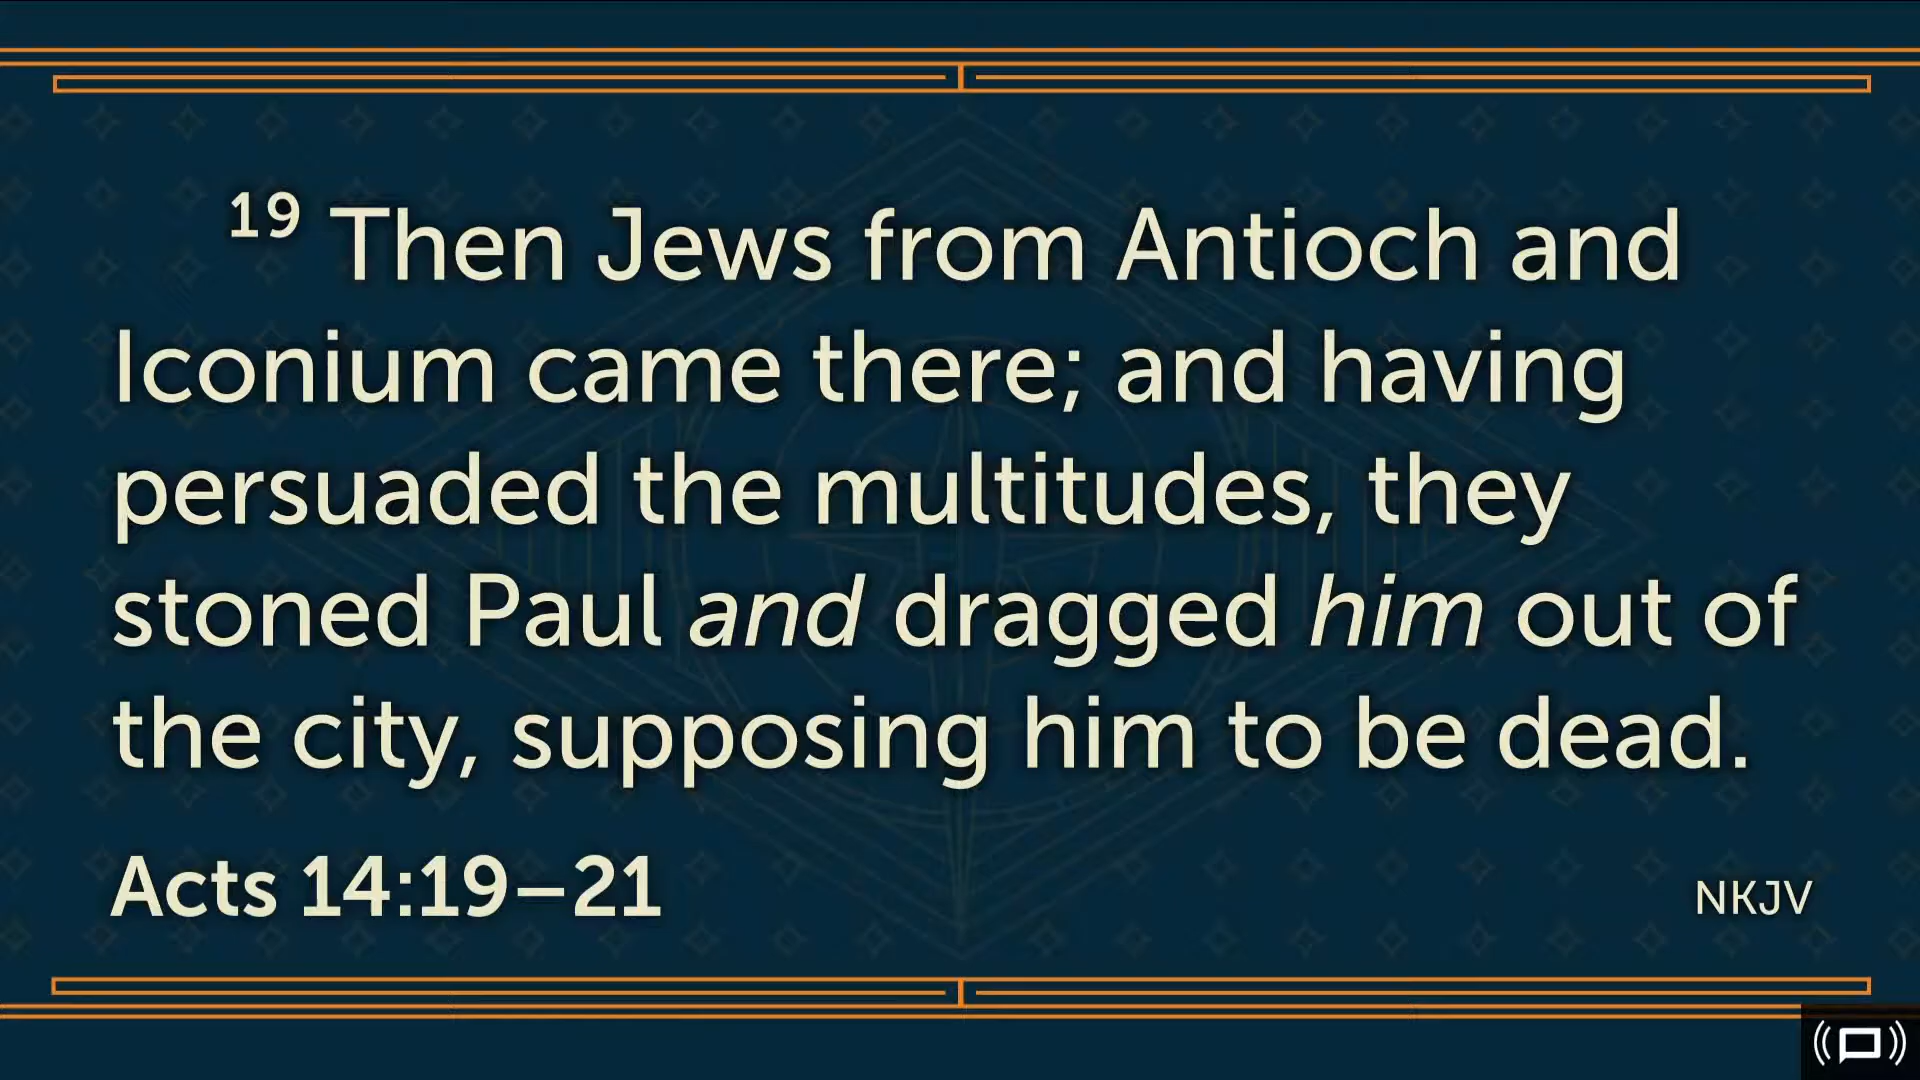 19 Then Jews from Antioch and
Iconium came there; and having
persuaded the multitudes, they
stoned Paul and dragged him out of
the city, supposing him to be dead.
Acts 14:19–21
NKJV